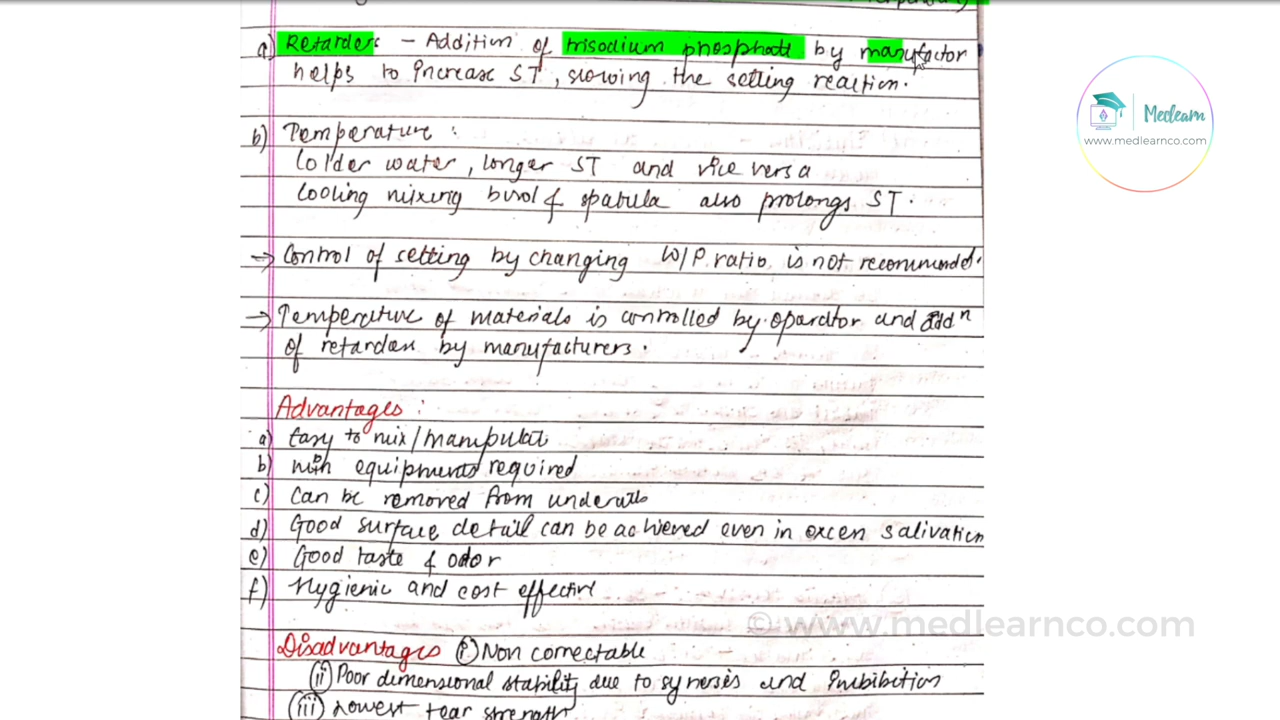 a) Retarders - Addition of trisodium phosphate by manufactor
helps to increase ST, slowing the setting reaction.
b) Temperature :
Colder water, longer ST and vice versa
Cooling mixing bowl & spatula also prolongs ST.
→ Control of setting by changing W/P. ratio is not recommended.
→ Temperature of materials is controlled by operator and addn
of retarders by manufacturers.
Advantages :
a) Easy to mix/manipulate
b) min equipments required
c) Can be removed from undercuts
d) Good surface detail can be achieved even in excess salivation
e) Good taste & odor
f) Hygienic and cost effective
Disadvantages (i) Non correctable
(ii) Poor dimensional stability due to synersis and Imbibition
(iii) Lowest tear strength
Medlearn
www.medlearnco.com
© www.medlearnco.com